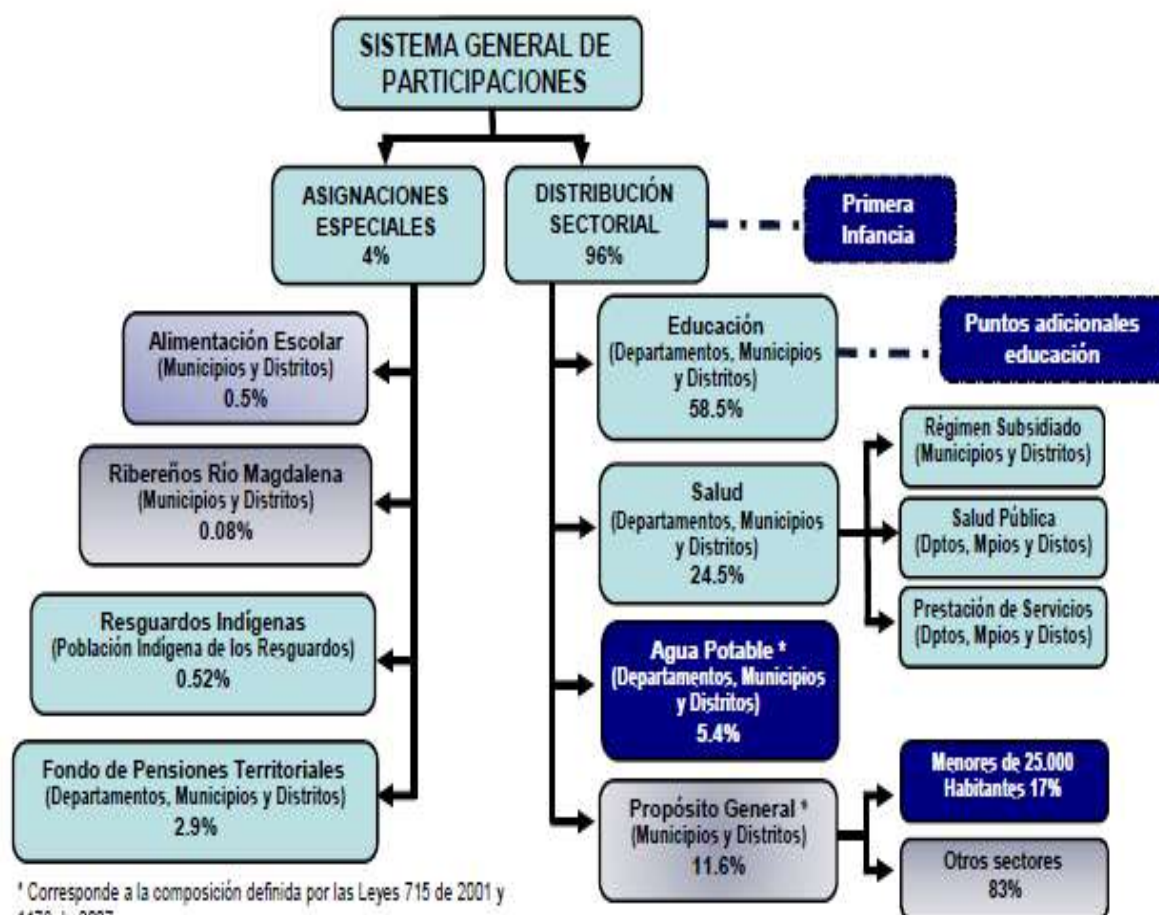 SISTEMA GENERAL DE
PARTICIPACIONES
ASIGNACIONES
ESPECIALES
4%
DISTRIBUCIÓN
SECTORIAL
96%
Primera
Infancia
Alimentación Escolar
(Municipios y Distritos)
0.5%
Ribereños Río Magdalena
(Municipios y Distritos)
0.08%
Resguardos Indígenas
(Población Indígena de los Resguardos)
0.52%
Fondo de Pensiones Territoriales
(Departamentos, Municipios y Distritos)
2.9%
Educación
(Departamentos, Municipios
y Distritos)
58.5%
Puntos adicionales
educación
Salud
(Departamentos, Municipios
y Distritos)
24.5%
Régimen Subsidiado
(Municipios y Distritos)
Salud Pública
(Dptos, Mpios y Distos)
Prestación de Servicios
(Dptos, Mpios y Distos)
Agua Potable *
(Departamentos, Municipios
y Distritos)
5.4%
Propósito General *
(Municipios y Distritos)
11.6%
Menores de 25.000
Habitantes 17%
Otros sectores
83%
* Corresponde a la composición definida por las Leyes 715 de 2001 y